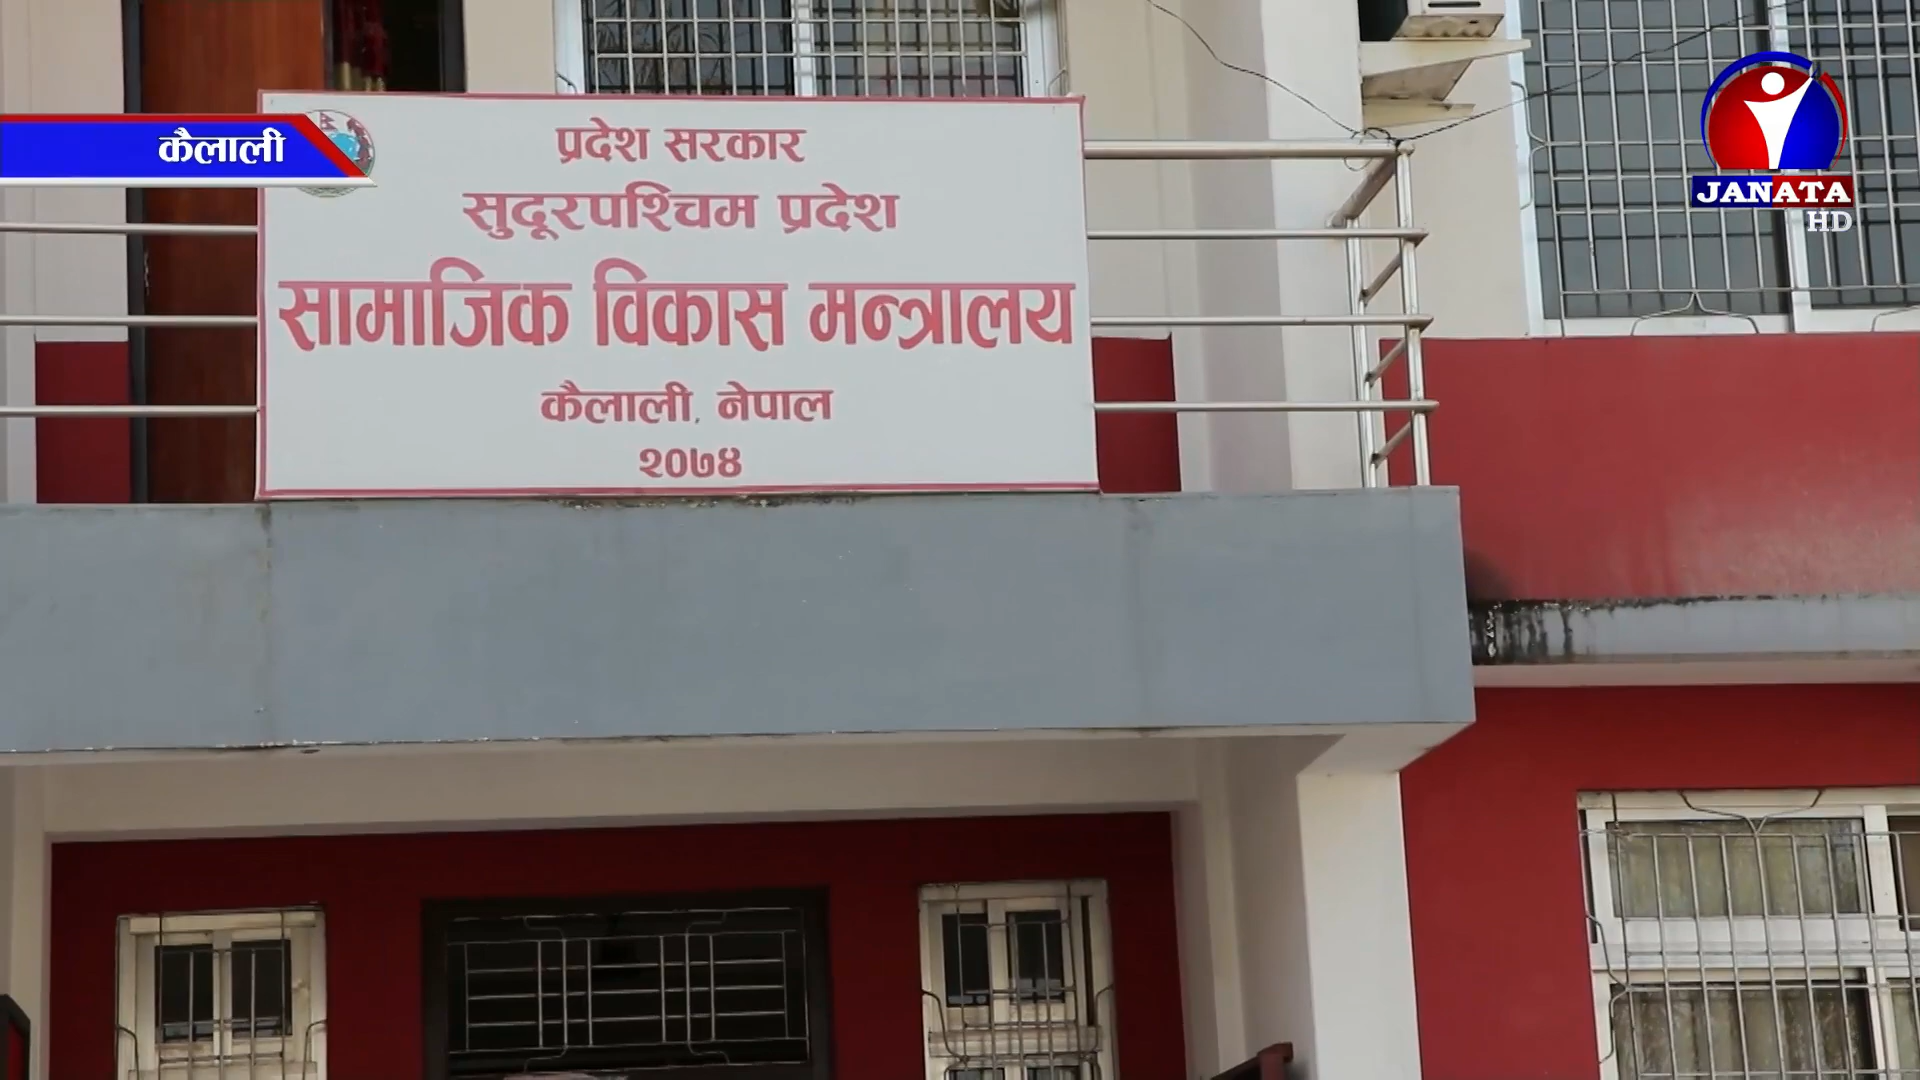 कैलाली
प्रदेश सरकार
सुदूरपश्चिम प्रदेश
सामाजिक विकास मन्त्रालय
कैलाली, नेपाल
२०७४
JANATA
HD